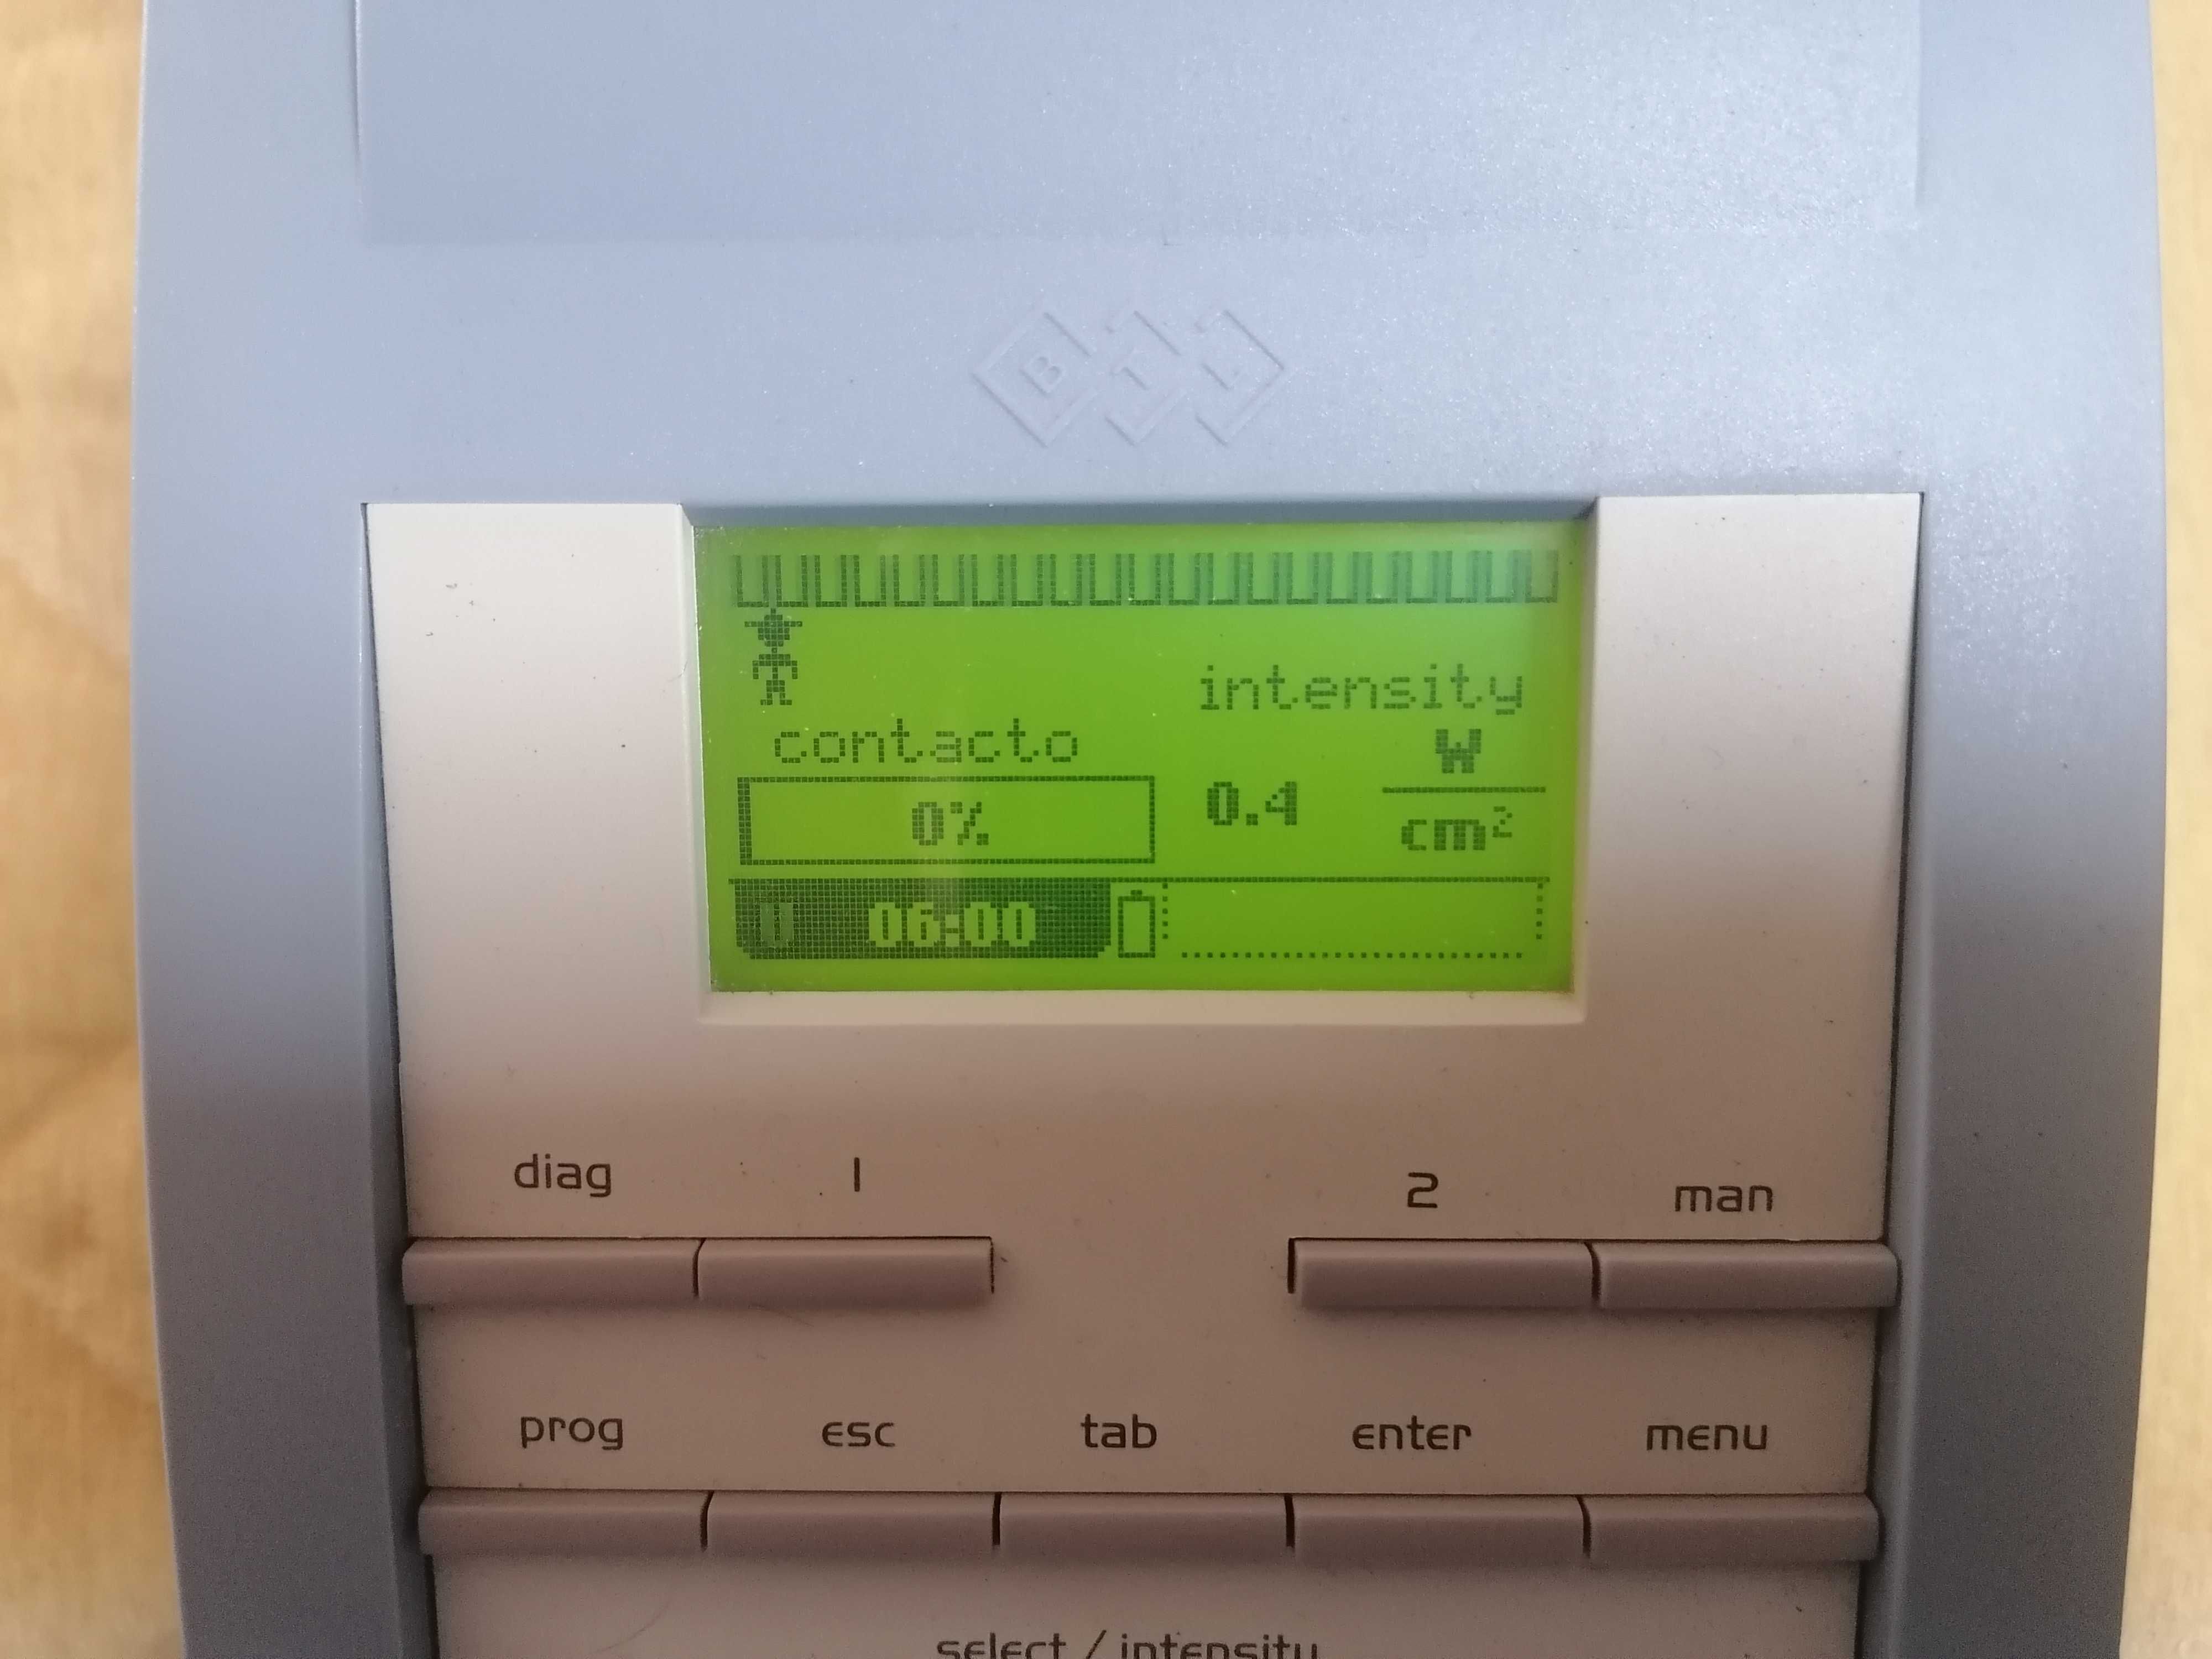 BTL
intensity
contacto
W
0.4
cm²
0%
U 06:00
diag 1 2 man
prog esc tab enter menu
select / intensity